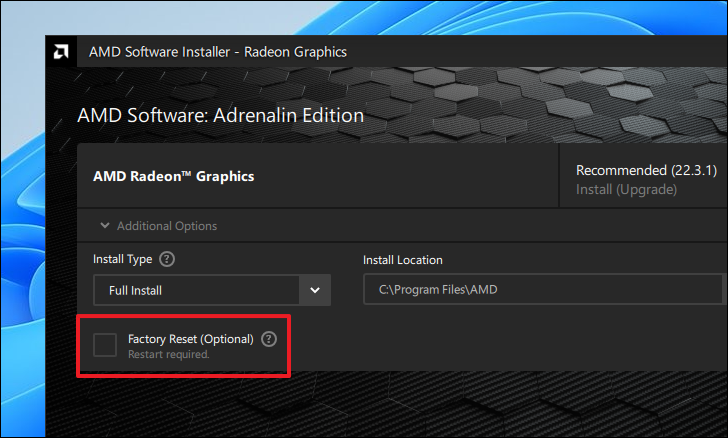 AMD Software Installer - Radeon Graphics
AMD Software: Adrenalin Edition
AMD Radeon™ Graphics
Recommended (22.3.1)
Install (Upgrade)
Additional Options
Install Type ?
Install Location
Full Install
C:\Program Files\AMD
Factory Reset (Optional) ?
Restart required.